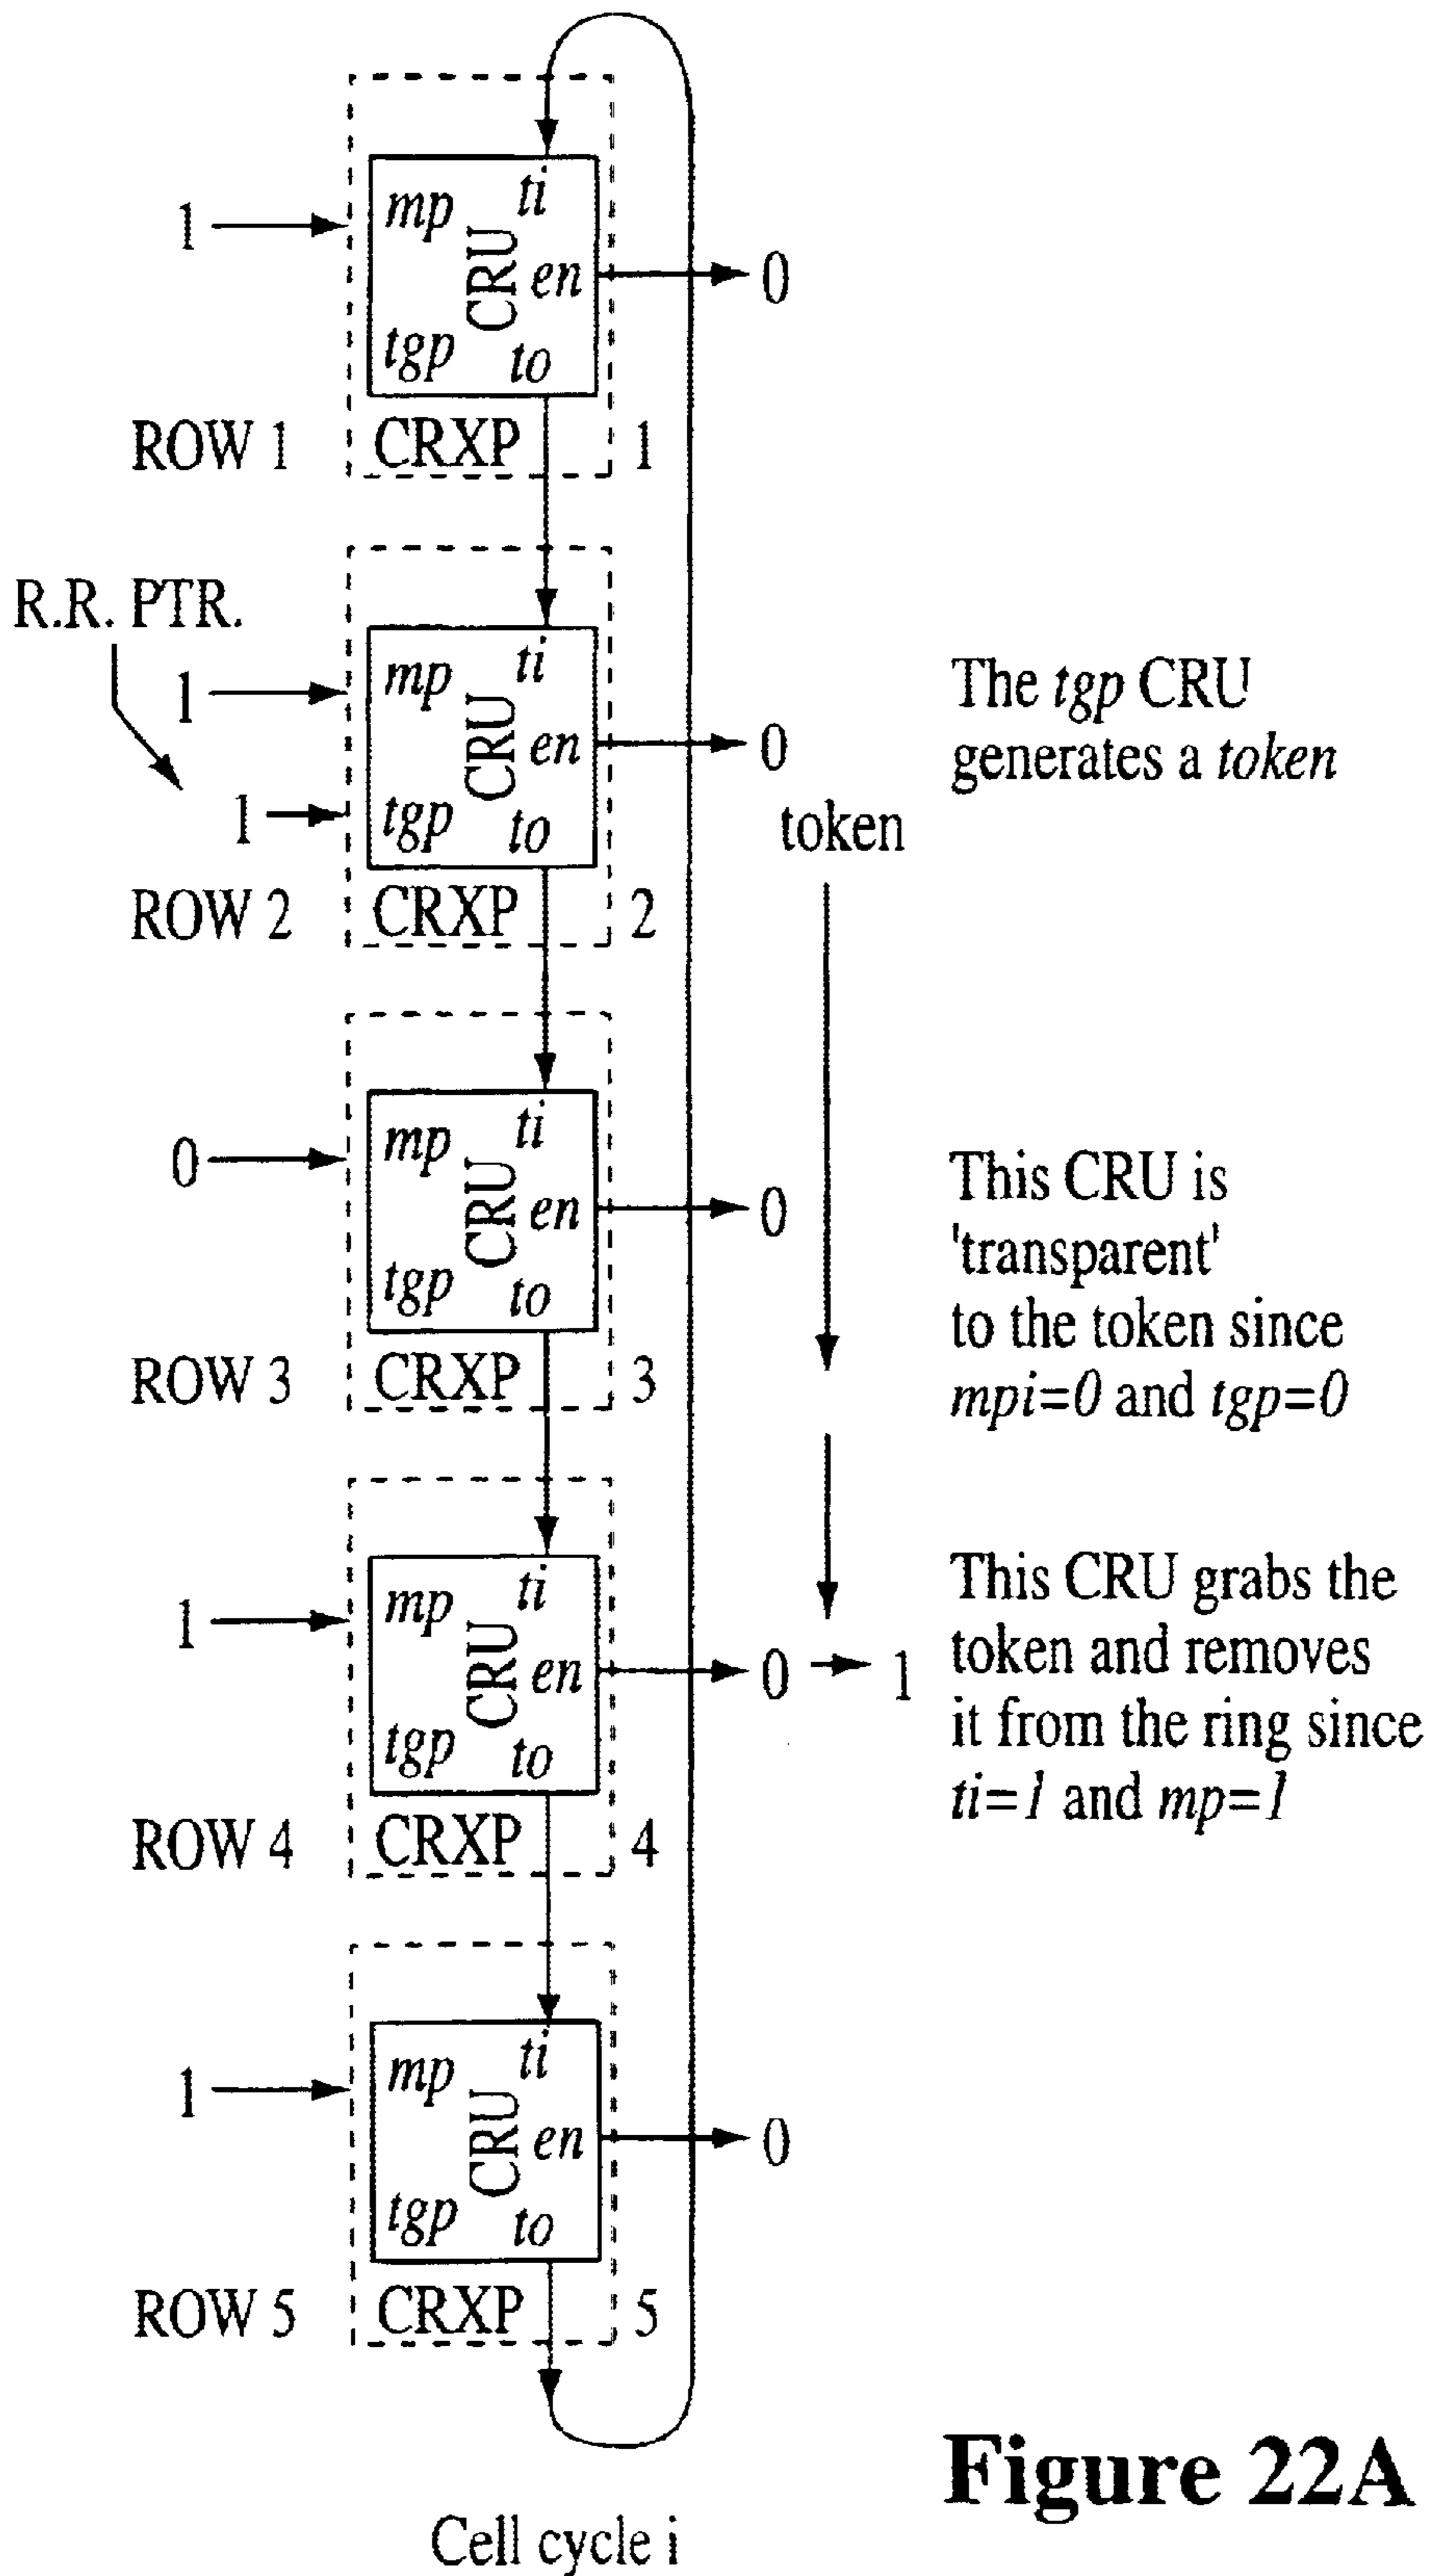 mp
ti
1
CRU
en
0
tgp
to
ROW 1
CRXP
1
R.R. PTR.
mp
ti
1
CRU
en
0
The tgp CRU
generates a token
1
tgp
to
token
ROW 2
CRXP
2
mp
ti
0
CRU
en
0
This CRU is
'transparent'
to the token since
mpi=0 and tgp=0
tgp
to
ROW 3
CRXP
3
mp
ti
1
CRU
en
0
1
This CRU grabs the
token and removes
it from the ring since
ti=1 and mp=1
tgp
to
ROW 4
CRXP
4
mp
ti
1
CRU
en
0
tgp
to
ROW 5
CRXP
5
Figure 22A
Cell cycle i